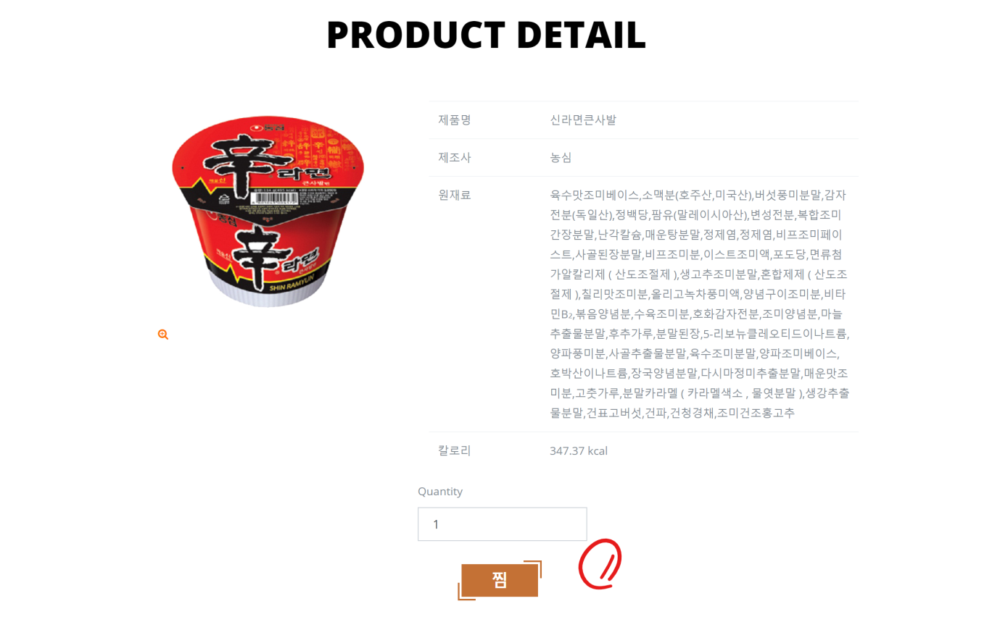 PRODUCT DETAIL
농심
辛라면
큰사발면
농심
辛라면
큰사발면
SHIN RAMYUN
제품명 신라면큰사발
제조사 농심
원재료 육수맛조미베이스,소맥분(호주산,미국산),버섯풍미분말,감자
전분(독일산),정백당,팜유(말레이시아산),변성전분,복합조미
간장분말,난각칼슘,매운탕분말,정제염,정제염,비프조미페이
스트,사골된장분말,비프조미분,이스트조미액,포도당,면류첨
가알칼리제 ( 산도조절제 ),생고추조미분말,혼합제제 ( 산도조
절제 ),칠리맛조미분,올리고녹차풍미액,양념구이조미분,비타
민B₂,볶음양념분,수육조미분,호화감자전분,조미양념분,마늘
추출물분말,후추가루,분말된장,5-리보뉴클레오티드이나트륨,
양파풍미분,사골추출물분말,육수조미분말,양파조미베이스,
호박산이나트륨,장국양념분말,다시마정미추출분말,매운맛조
미분,고춧가루,분말카라멜 ( 카라멜색소 , 물엿분말 ),생강추출
물분말,건표고버섯,건파,건청경채,조미건조홍고추
칼로리 347.37 kcal
Quantity
1
찜